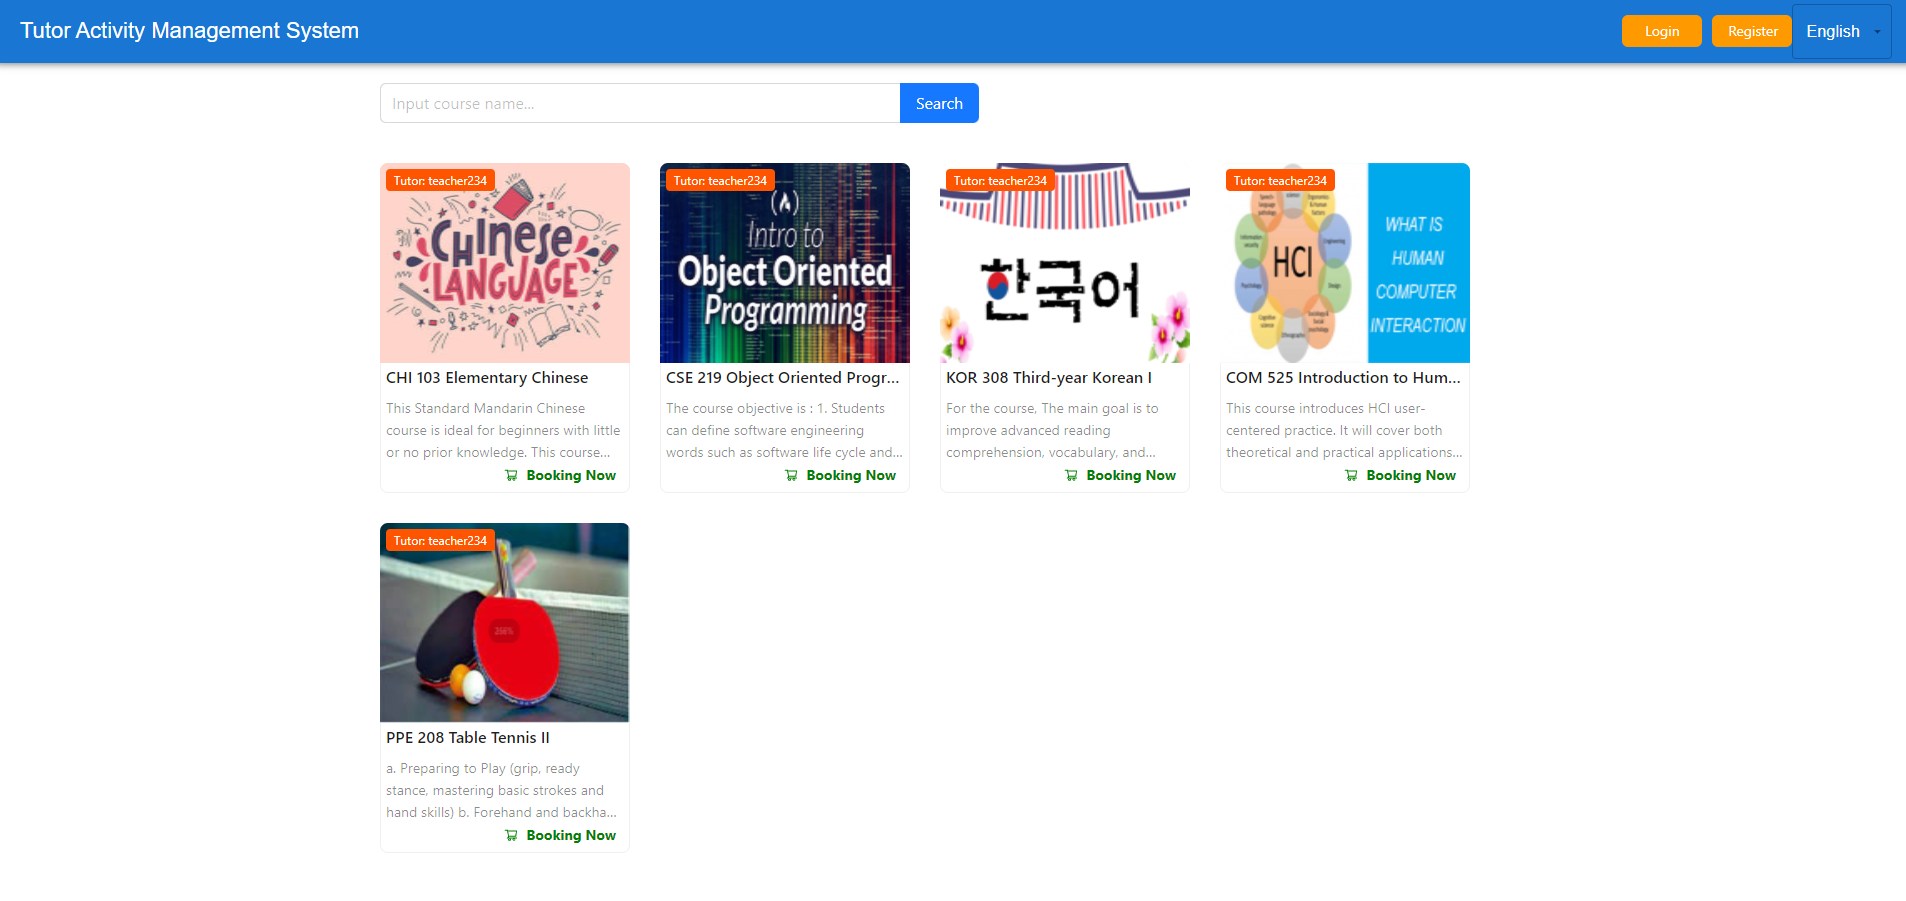 Tutor Activity Management System
Login
Register
English
Input course name...
Search
Tutor: teacher234
CHINESE
LANGUAGE
CHI 103 Elementary Chinese
This Standard Mandarin Chinese
course is ideal for beginners with little
or no prior knowledge. This course...
Booking Now
Tutor: teacher234
Intro to
Object Oriented
Programming
CSE 219 Object Oriented Progr...
The course objective is : 1. Students
can define software engineering
words such as software life cycle and...
Booking Now
Tutor: teacher234
한국어
KOR 308 Third-year Korean I
For the course, The main goal is to
improve advanced reading
comprehension, vocabulary, and...
Booking Now
Tutor: teacher234
HCI
Engineering
Design
Psychology
WHAT IS
HUMAN
COMPUTER
INTERACTION
COM 525 Introduction to Hum...
This course introduces HCI user-
centered practice. It will cover both
theoretical and practical applications...
Booking Now
Tutor: teacher234
PPE 208 Table Tennis II
a. Preparing to Play (grip, ready
stance, mastering basic strokes and
hand skills) b. Forehand and backha...
Booking Now